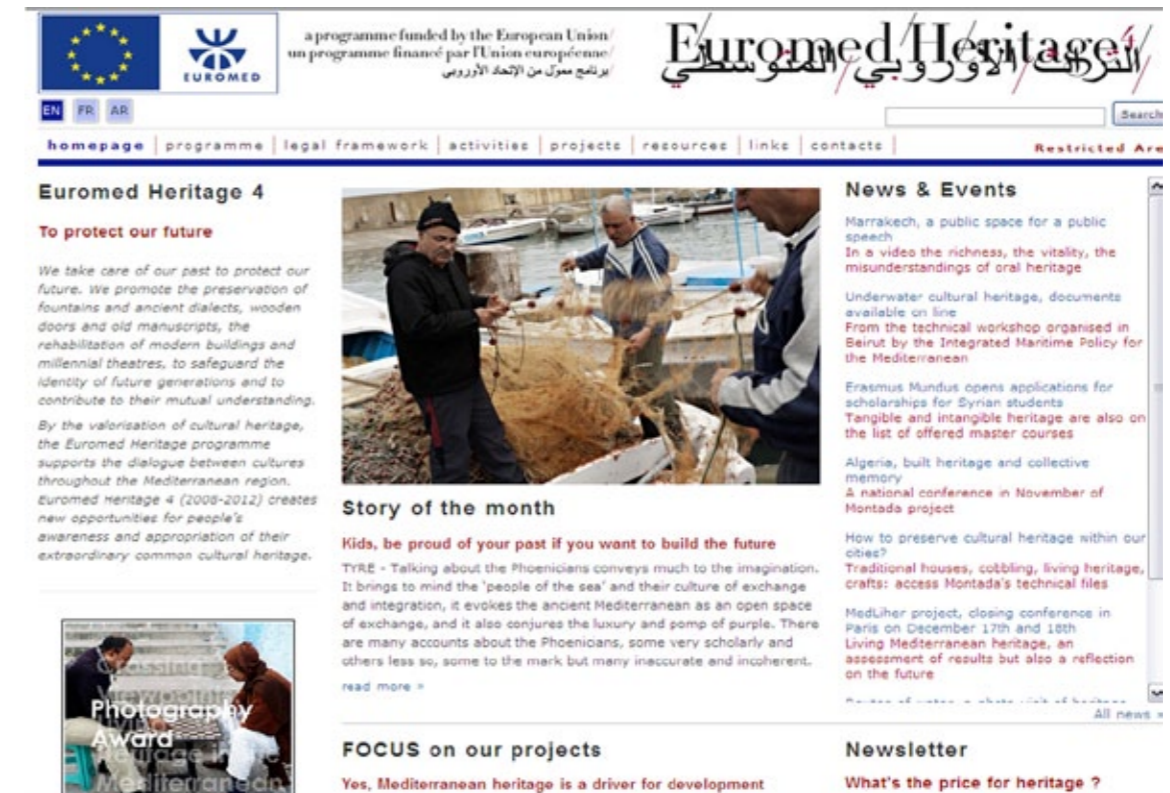 EUROMED
a programme funded by the European Union/
un programme financé par l'Union européenne/
برنامج ممول من الإتحاد الأوروبي
Euromed/Heritage/4
التراث/الأوروبي/المتوسطي
EN FR AR
Search
homepage programme legal framework activities projects resources links contacts
Restricted Are
Euromed Heritage 4
To protect our future
We take care of our past to protect our
future. We promote the preservation of
fountains and ancient dialects, wooden
doors and old manuscripts, the
rehabilitation of modern buildings and
millennial theatres, to safeguard the
identity of future generations and to
contribute to their mutual understanding.
By the valorisation of cultural heritage,
the Euromed Heritage programme
supports the dialogue between cultures
throughout the Mediterranean region.
Euromed Heritage 4 (2008-2012) creates
new opportunities for people's
awareness and appropriation of their
extraordinary common cultural heritage.
Crossing
Viewpoints
Photography
Award
Heritage in the
Mediterranean
Story of the month
Kids, be proud of your past if you want to build the future
TYRE - Talking about the Phoenicians conveys much to the imagination.
It brings to mind the 'people of the sea' and their culture of exchange
and integration, it evokes the ancient Mediterranean as an open space
of exchange, and it also conjures the luxury and pomp of purple. There
are many accounts about the Phoenicians, some very scholarly and
others less so, some to the mark but many inaccurate and incoherent.
read more »
FOCUS on our projects
Yes, Mediterranean heritage is a driver for development
News & Events
Marrakech, a public space for a public
speech
In a video the richness, the vitality, the
misunderstandings of oral heritage
Underwater cultural heritage, documents
available on line
From the technical workshop organised in
Beirut by the Integrated Maritime Policy for
the Mediterranean
Erasmus Mundus opens applications for
scholarships for Syrian students
Tangible and intangible heritage are also on
the list of offered master courses
Algeria, built heritage and collective
memory
A national conference in November of
Montada project
How to preserve cultural heritage within our
cities?
Traditional houses, cobbling, living heritage,
crafts: access Montada's technical files
MedLiher project, closing conference in
Paris on December 17th and 18th
Living Mediterranean heritage, an
assessment of results but also a reflection
on the future
All news »
Newsletter
What's the price for heritage ?